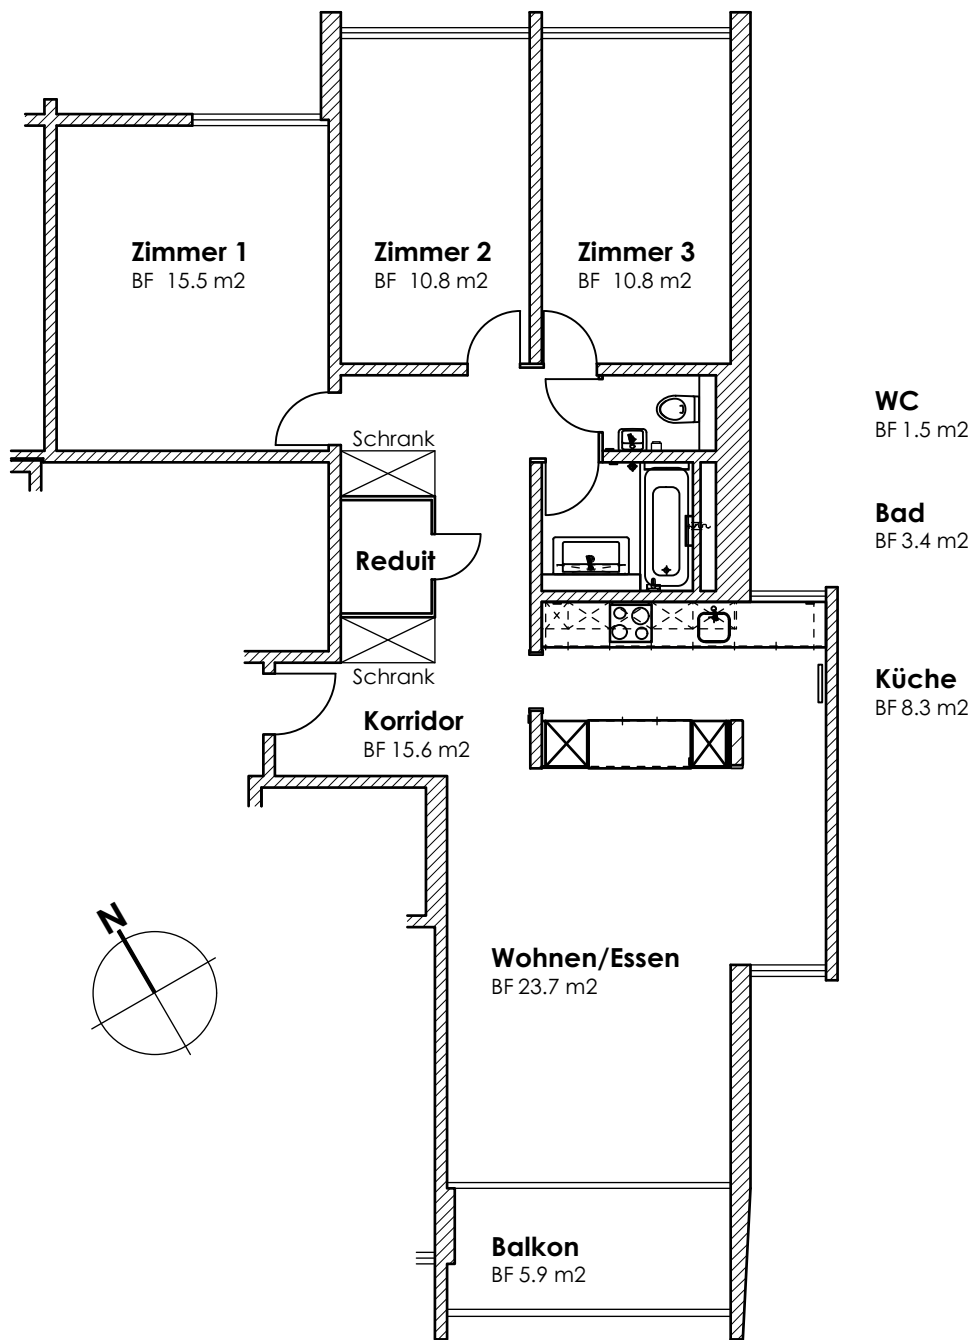 Zimmer 1
BF 15.5 m2
Zimmer 2
BF 10.8 m2
Zimmer 3
BF 10.8 m2
WC
BF 1.5 m2
Schrank
Bad
BF 3.4 m2
Reduit
Schrank
Küche
BF 8.3 m2
Korridor
BF 15.6 m2
N
Wohnen/Essen
BF 23.7 m2
Balkon
BF 5.9 m2